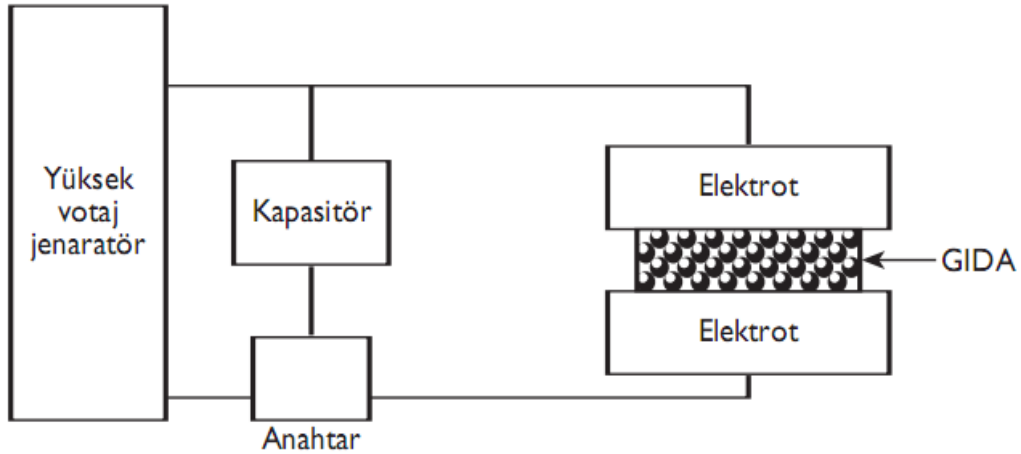 Yüksek
votaj
jenaratör
Kapasitör
Anahtar
Elektrot
GIDA
Elektrot